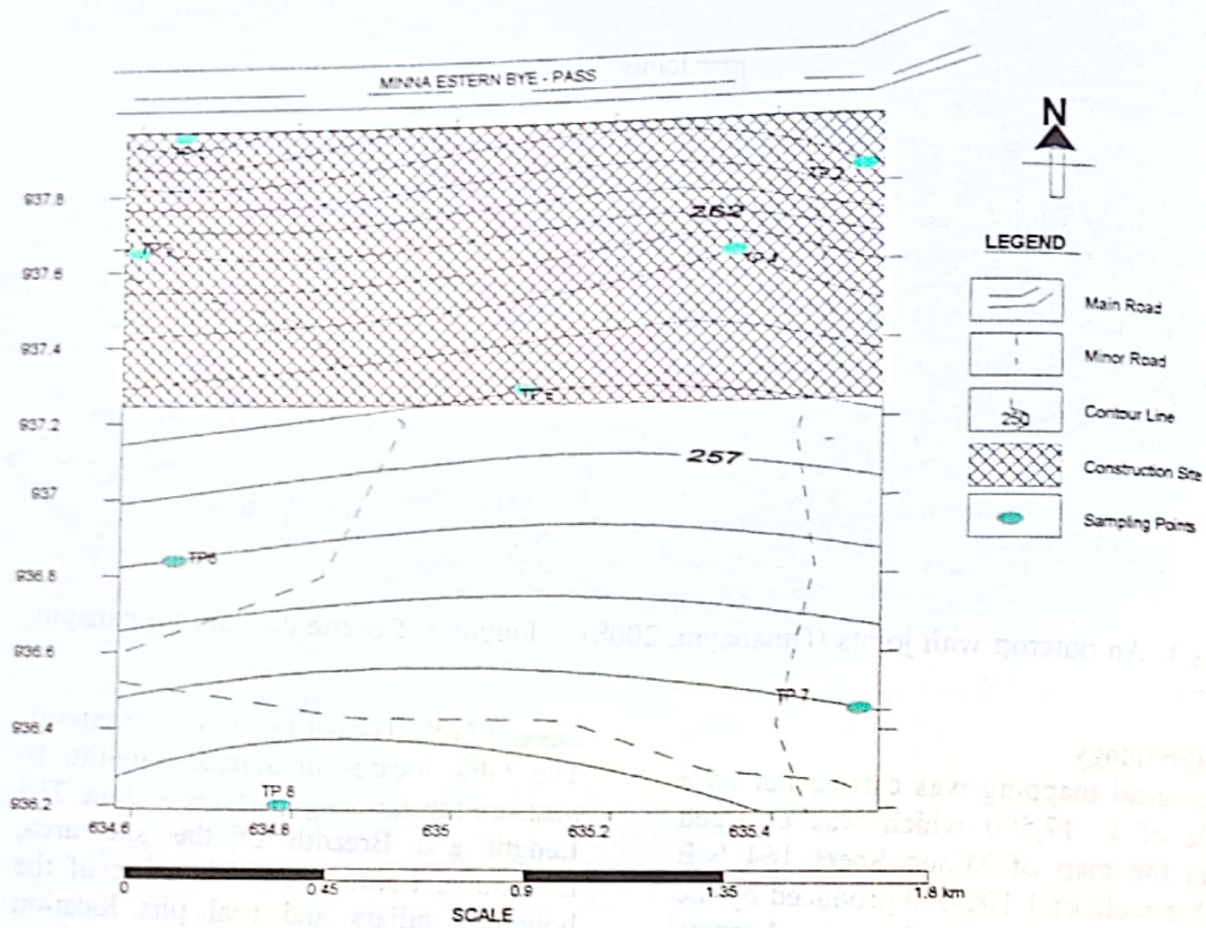 MINNA ESTERN BYE - PASS
N
937.8
262
937.6
LEGEND
Main Road
937.4
Minor Road
937.2
250
Contour Line
257
937
Construction Site
Sampling Points
936.8
TP6
936.6
TP 7
936.4
TP 8
936.2
634.6
634.8
635
635.2
635.4
0
0.45
0.9
1.35
1.8 km
SCALE